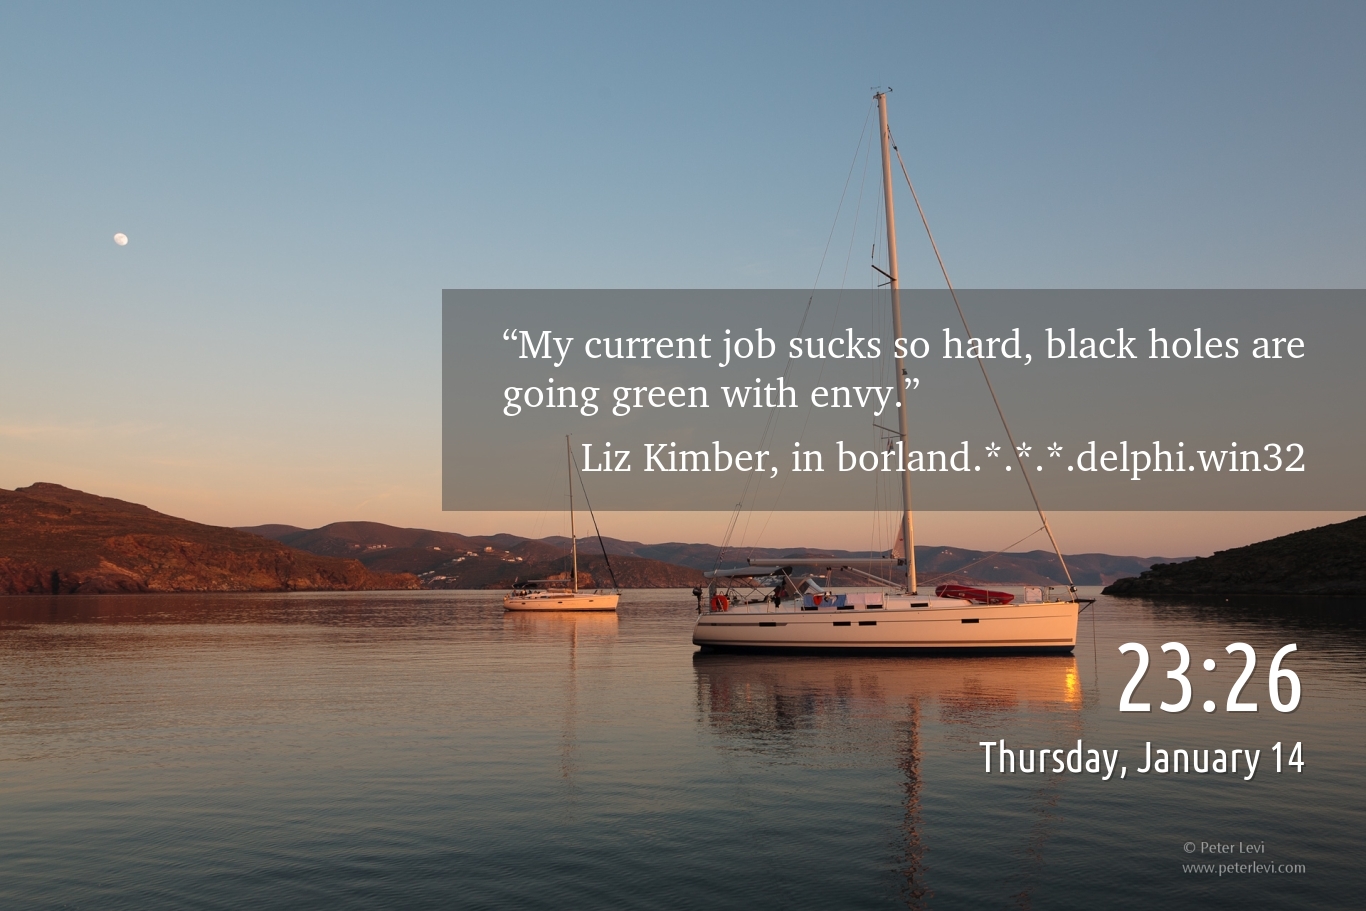 “My current job sucks so hard, black holes are
going green with envy.”
Liz Kimber, in borland.*.*.*.delphi.win32
23:26
Thursday, January 14
© Peter Levi
www.peterlevi.com